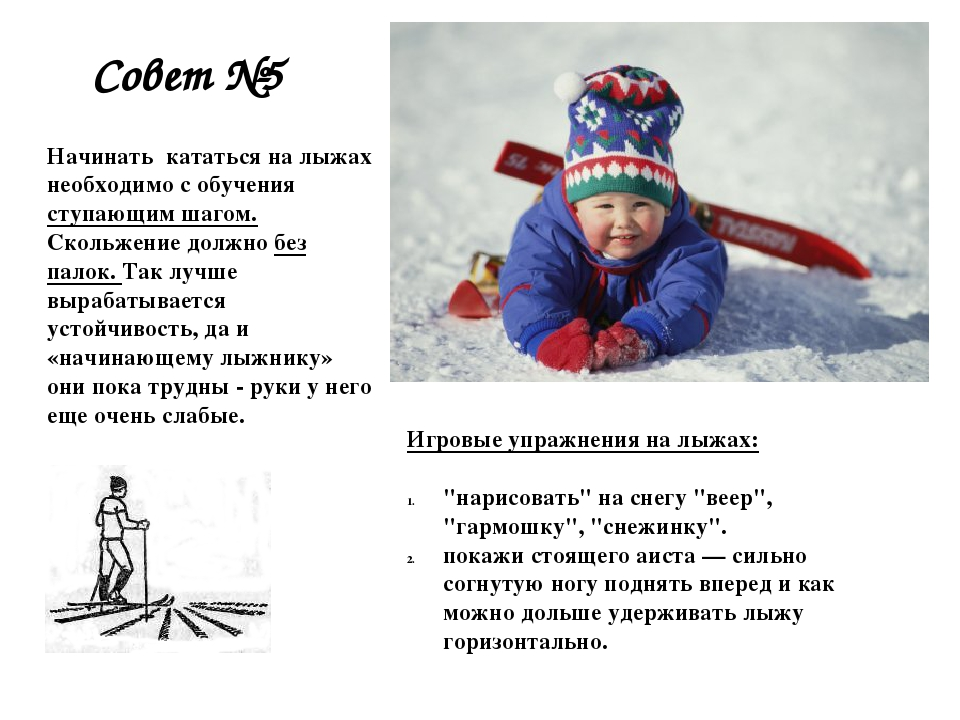 Совет №5
Начинать кататься на лыжах
необходимо с обучения
ступающим шагом.
Скольжение должно без
палок. Так лучше
вырабатывается
устойчивость, да и
«начинающему лыжнику»
они пока трудны - руки у него
еще очень слабые.
Игровые упражнения на лыжах:
1. "нарисовать" на снегу "веер",
"гармошку", "снежинку".
2. покажи стоящего аиста — сильно
согнутую ногу поднять вперед и как
можно дольше удерживать лыжу
горизонтально.